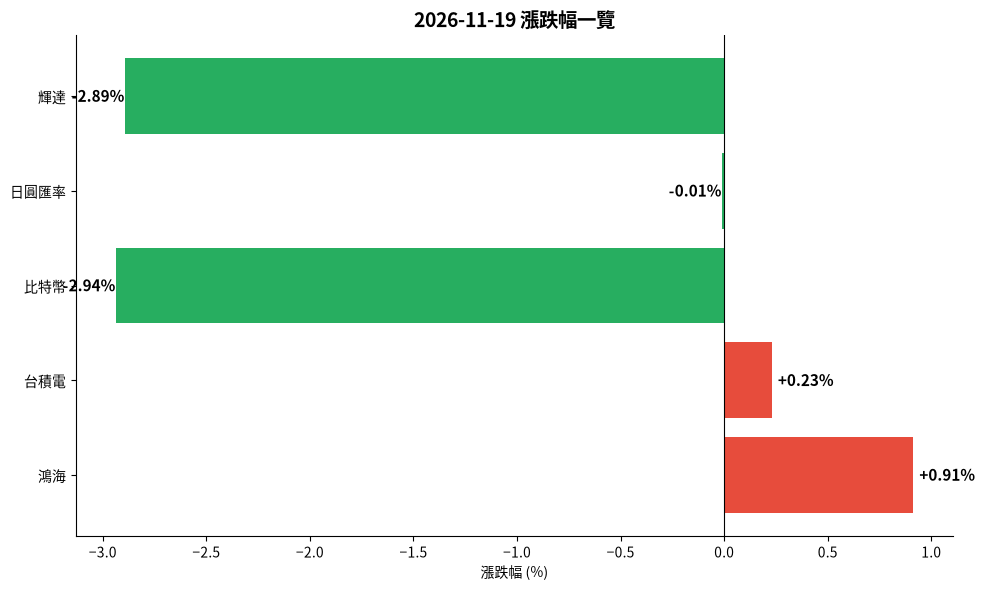 2026-11-19 漲跌幅一覽
輝達 -2.89%
日圓匯率 -0.01%
比特幣 -2.94%
台積電 +0.23%
鴻海 +0.91%
−3.0 −2.5 −2.0 −1.5 −1.0 −0.5 0.0 0.5 1.0
漲跌幅 (%)